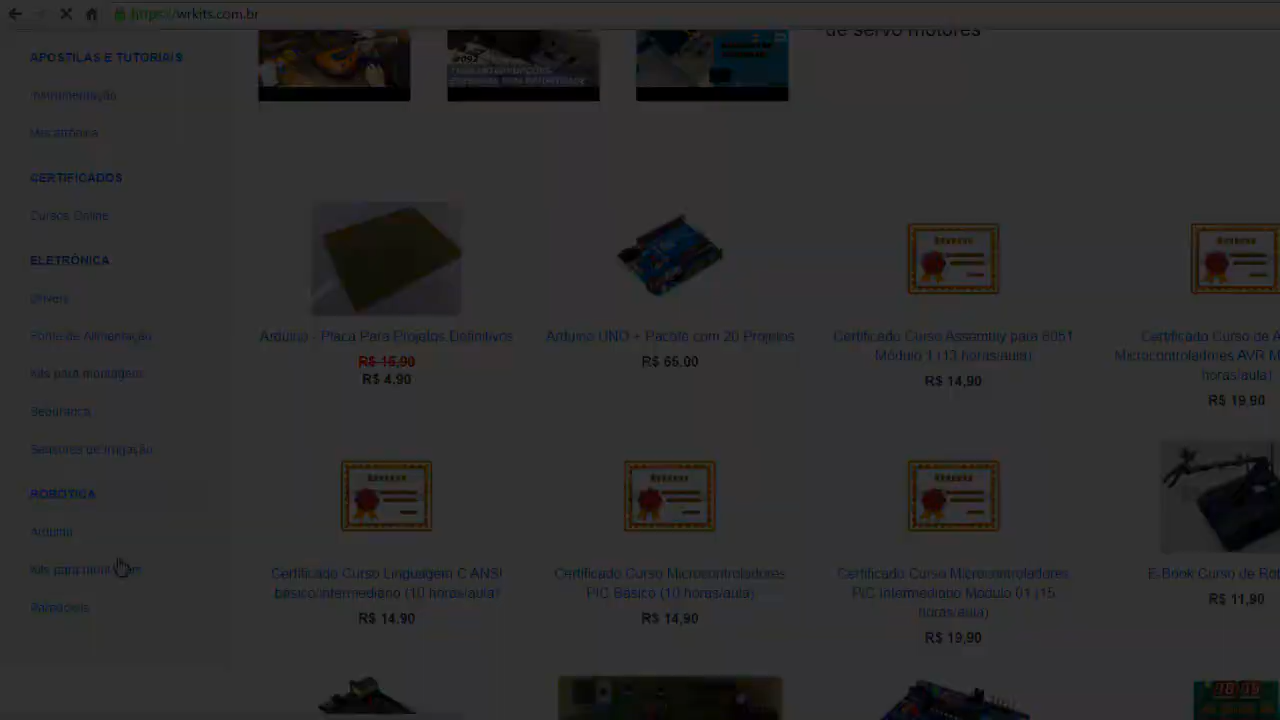 https://wrkits.com.br
de servo motores
APOSTILAS E TUTORIAIS
Instrumentação
Mecatrônica
CERTIFICADOS
Cursos Online
ELETRÔNICA
Drivers
Fonte de Alimentação
Kits para montagem
Segurança
Sensores de Irrigação
ROBÓTICA
Arduino
Kits para
#092
Arduino - Placa Para Projetos Definitivos
R$ 15,90
R$ 4,90
Arduino UNO + Pacote com 20 Projetos
R$ 65,00
Certificado Curso Assembly para 8051
Módulo 1 (13 horas/aula)
R$ 14,90
Certificado Curso de A
Microcontroladores AVR M
horas/aula)
R$ 19,90
Certificado Curso Linguagem C ANSI
básico/intermediário (10 horas/aula)
R$ 14,90
Certificado Curso Microcontroladores
PIC Básico (10 horas/aula)
R$ 14,90
Certificado Curso Microcontroladores
PIC Intermediário Módulo 01 (15
horas/aula)
R$ 19,90
E-Book Curso de Ro
R$ 11,90